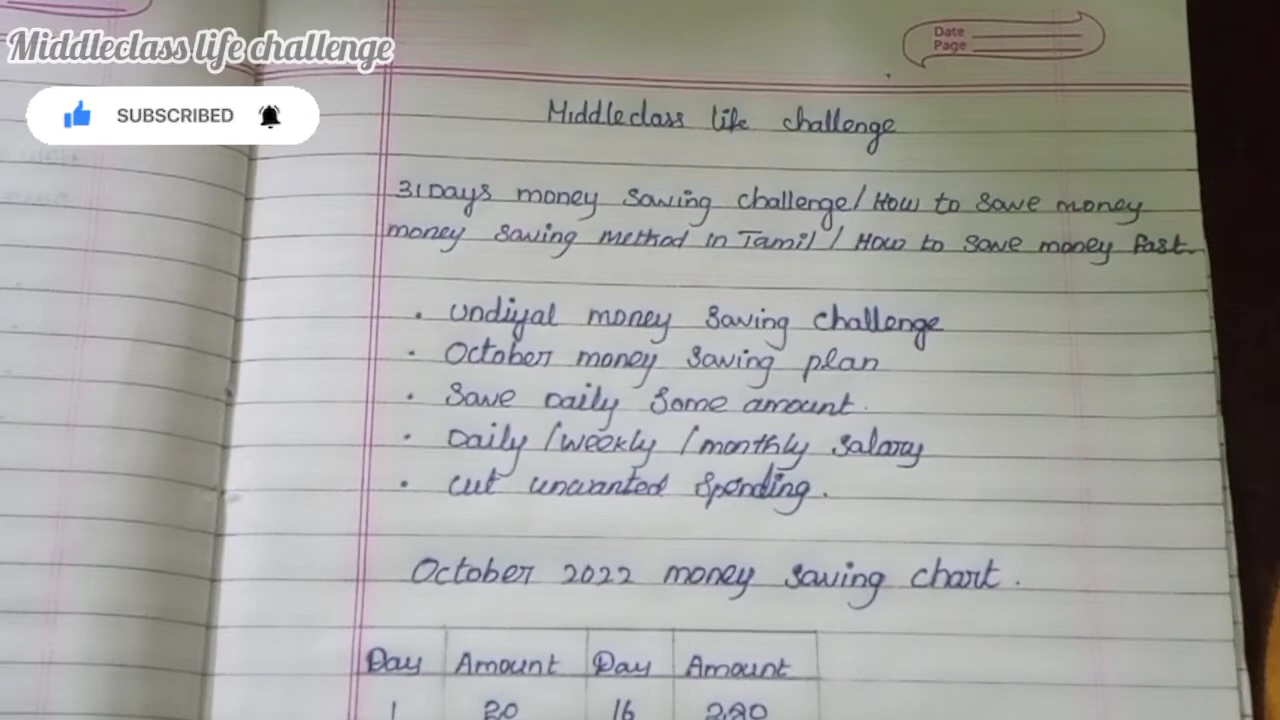 Middleclass life challenge
SUBSCRIBED
Date
Page
Middleclass life challenge
31Days money saving challenge/How to save money
money saving method in Tamil / How to save money fast.
. undiyal money saving challenge
. October money saving plan
. Save Daily Some amount.
. Daily /weekly /monthly salary
. cut unwanted spending.
October 2022 money saving chart.
Day Amount Day Amount
1 20 16